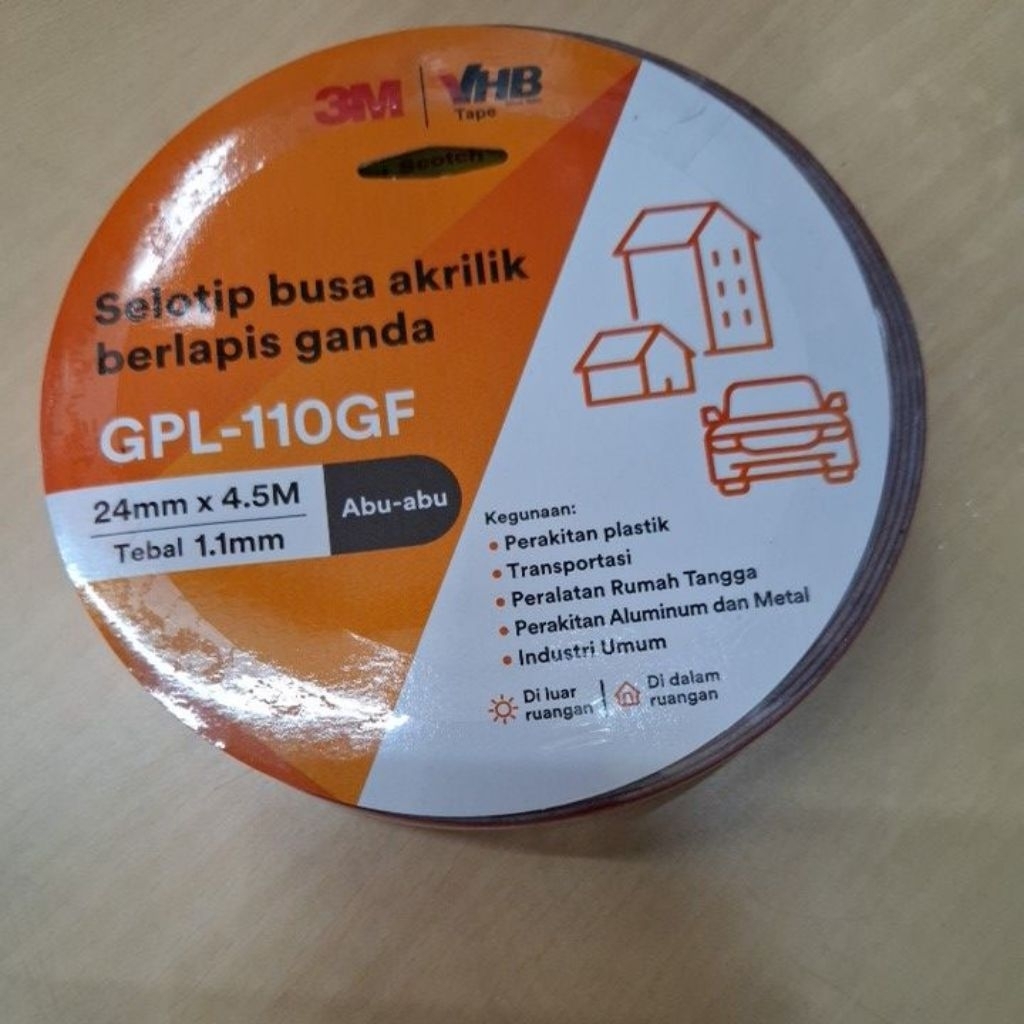 3M | VHB
Tape
Scotch
Selotip busa akrilik
berlapis ganda
GPL-110GF
24mm x 4.5M
Tebal 1.1mm
Abu-abu
Kegunaan:
• Perakitan plastik
• Transportasi
• Peralatan Rumah Tangga
• Perakitan Aluminum dan Metal
• Industri Umum
Di luar
ruangan
Di dalam
ruangan